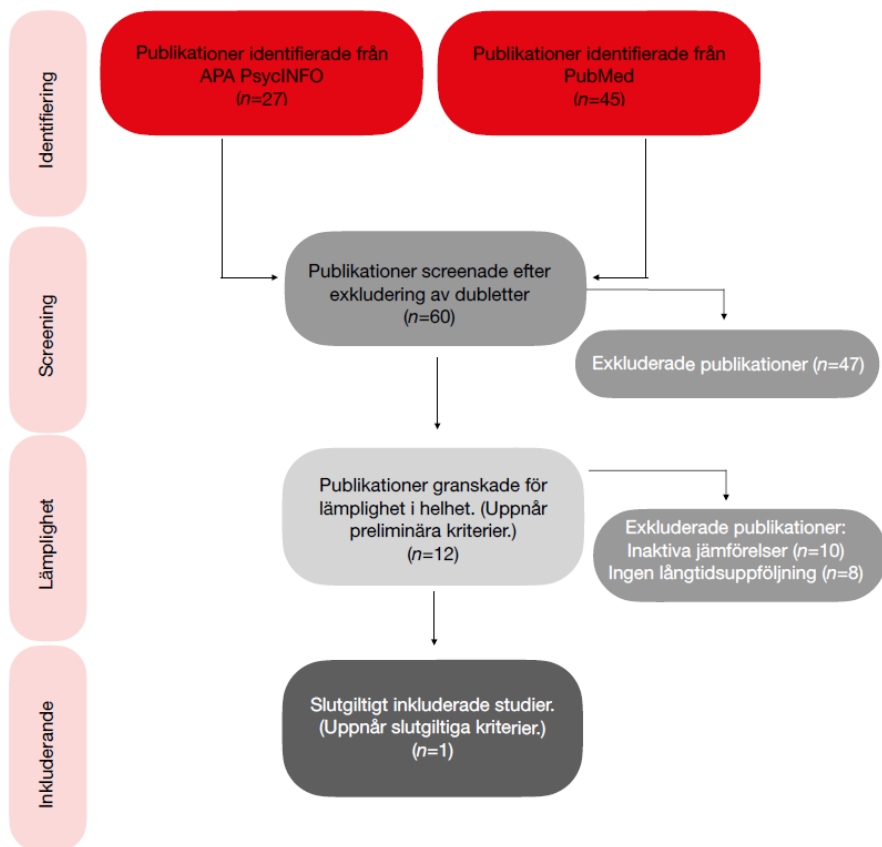 Identifiering
Publikationer identifierade från
APA PsycINFO
(n=27)
Publikationer identifierade från
PubMed
(n=45)
Screening
Publikationer screenade efter
exkludering av dubletter
(n=60)
Exkluderade publikationer (n=47)
Lämplighet
Publikationer granskade för
lämplighet i helhet. (Uppnår
preliminära kriterier.)
(n=12)
Exkluderade publikationer:
Inaktiva jämförelser (n=10)
Ingen långtidsuppföljning (n=8)
Inkluderande
Slutgiltigt inkluderade studier.
(Uppnår slutgiltiga kriterier.)
(n=1)